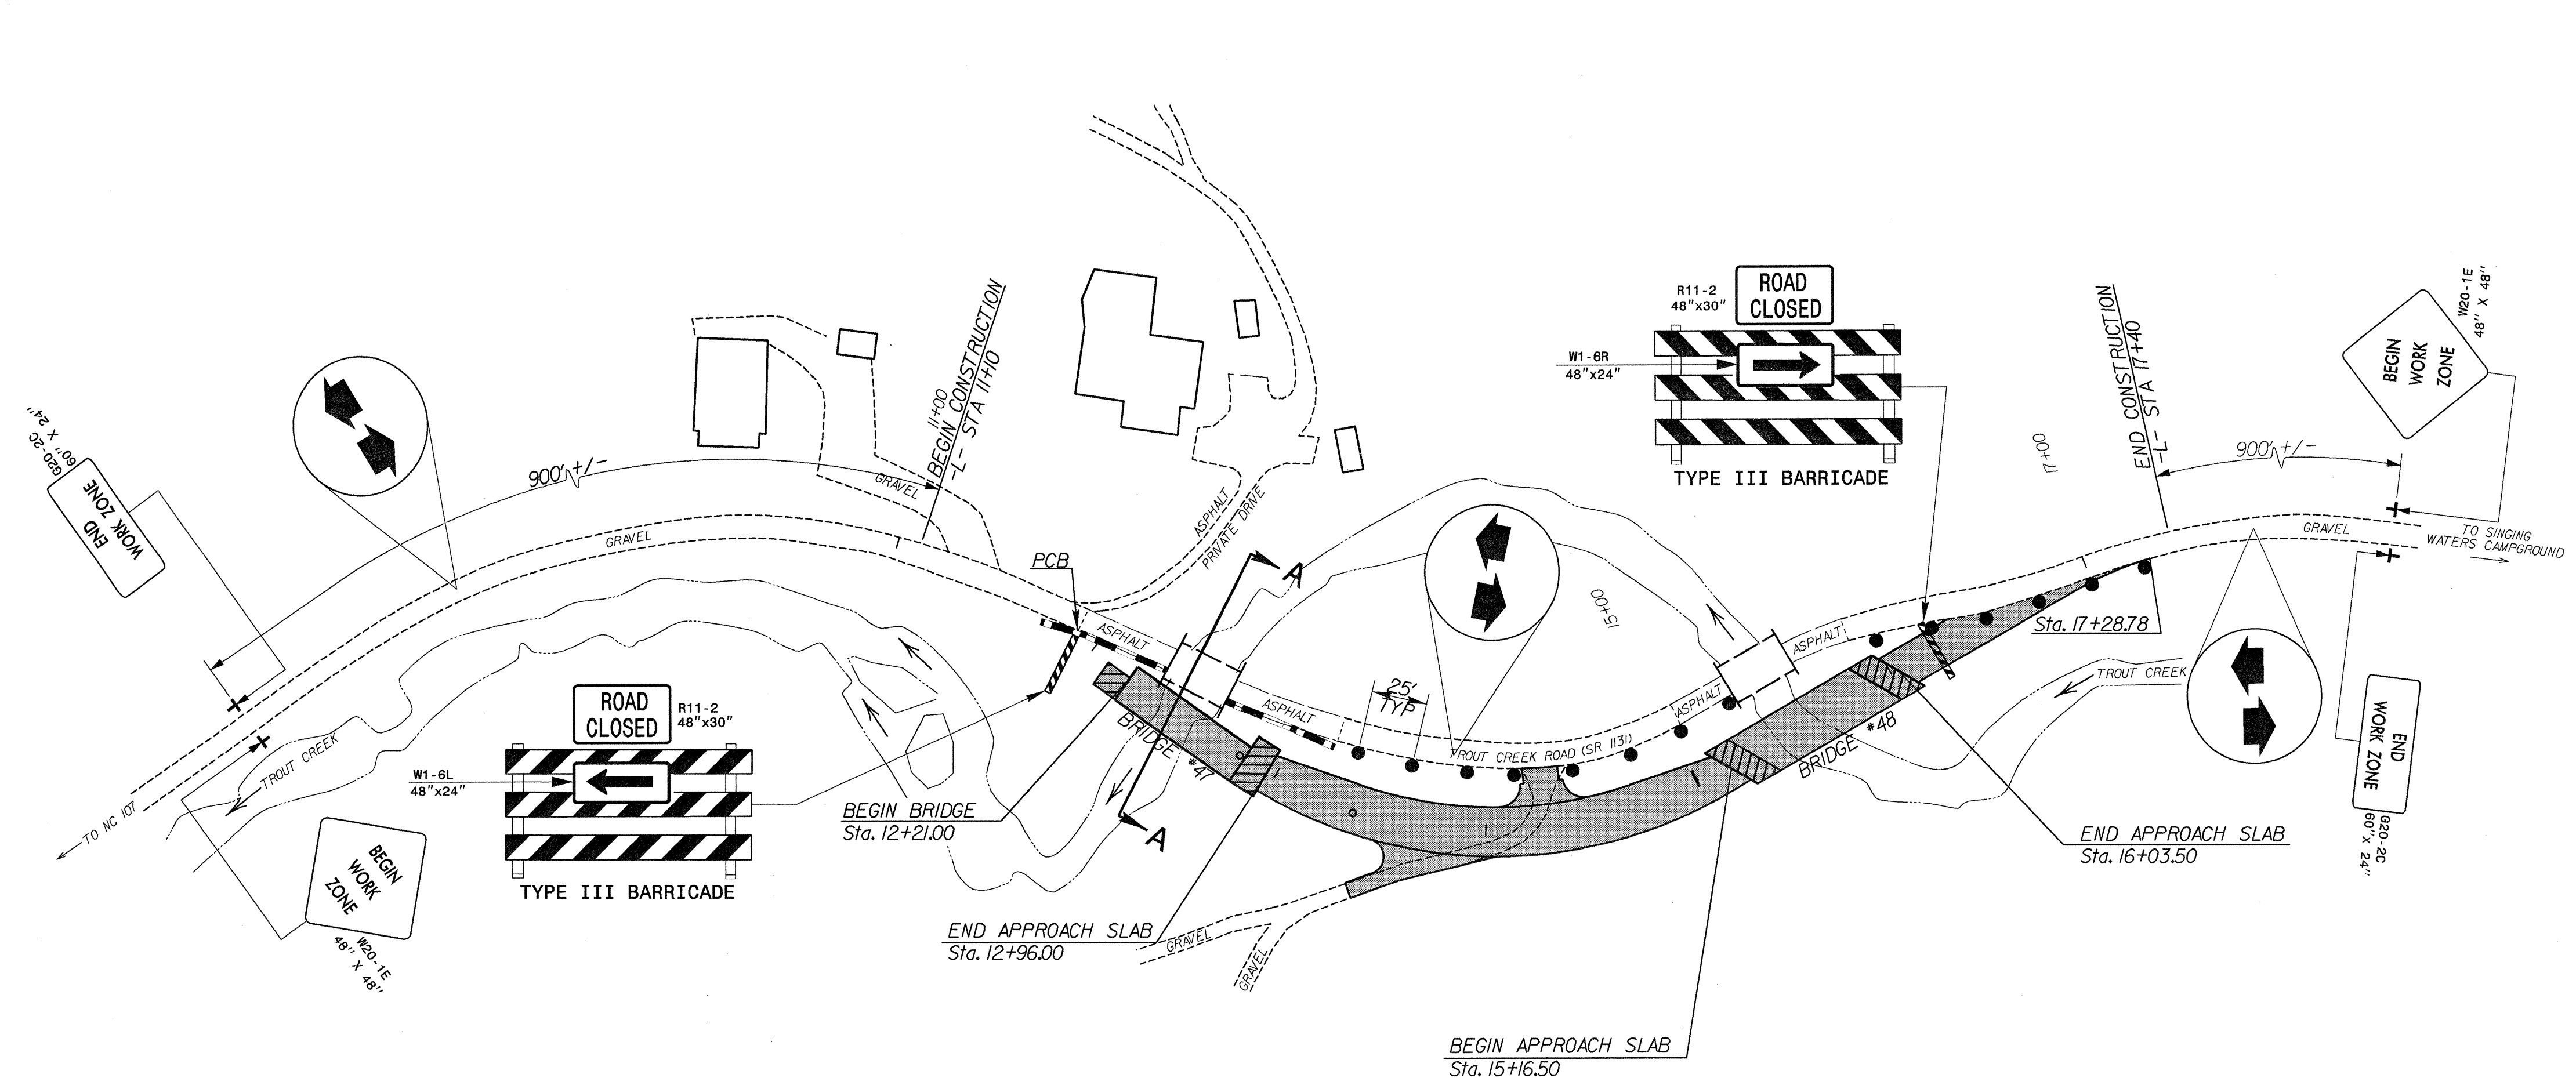 G20-2C
60" X 24"
END
WORK ZONE
900' +/-
GRAVEL
GRAVEL
11+00
BEGIN CONSTRUCTION
-L- STA 11+10
TO NC 107
TROUT CREEK
BEGIN
WORK
ZONE
W20-1E
48" X 48"
ROAD
CLOSED
R11-2
48"x30"
W1-6L
48"x24"
TYPE III BARRICADE
PCB
ASPHALT
ASPHALT
PRIVATE DRIVE
A
A
BRIDGE #47
BEGIN BRIDGE
Sta. 12+21.00
END APPROACH SLAB
Sta. 12+96.00
GRAVEL
GRAVEL
ASPHALT
25'
TYP
TROUT CREEK ROAD (SR 1131)
15+00
ASPHALT
ASPHALT
R11-2
48"x30"
ROAD
CLOSED
W1-6R
48"x24"
TYPE III BARRICADE
BRIDGE #48
BEGIN APPROACH SLAB
Sta. 15+16.50
END APPROACH SLAB
Sta. 16+03.50
Sta. 17+28.78
TROUT CREEK
17+00
END CONSTRUCTION
-L- STA 17+40
900' +/-
BEGIN
WORK
ZONE
W20-1E
48" X 48"
GRAVEL
TO SINGING
WATERS CAMPGROUND
END
WORK ZONE
G20-2C
60"x 24"